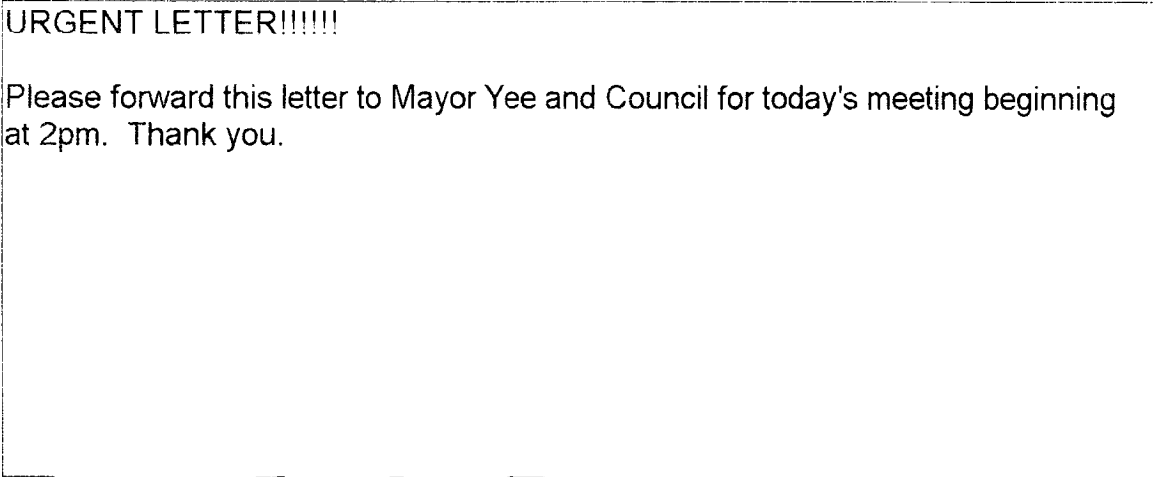 URGENT LETTER!!!!!!
Please forward this letter to Mayor Yee and Council for today's meeting beginning
at 2pm.  Thank you.